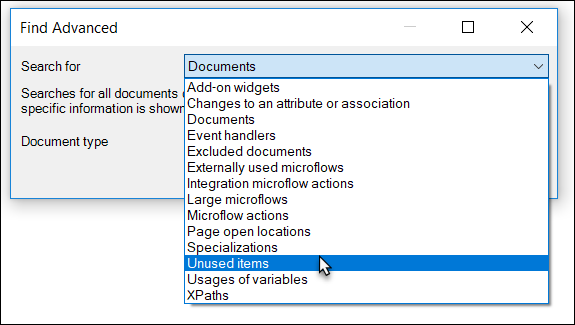 Find Advanced
Search for
Documents
Searches for all documents
specific information is shown
Document type
Add-on widgets
Changes to an attribute or association
Documents
Event handlers
Excluded documents
Externally used microflows
Integration microflow actions
Large microflows
Microflow actions
Page open locations
Specializations
Unused items
Usages of variables
XPaths